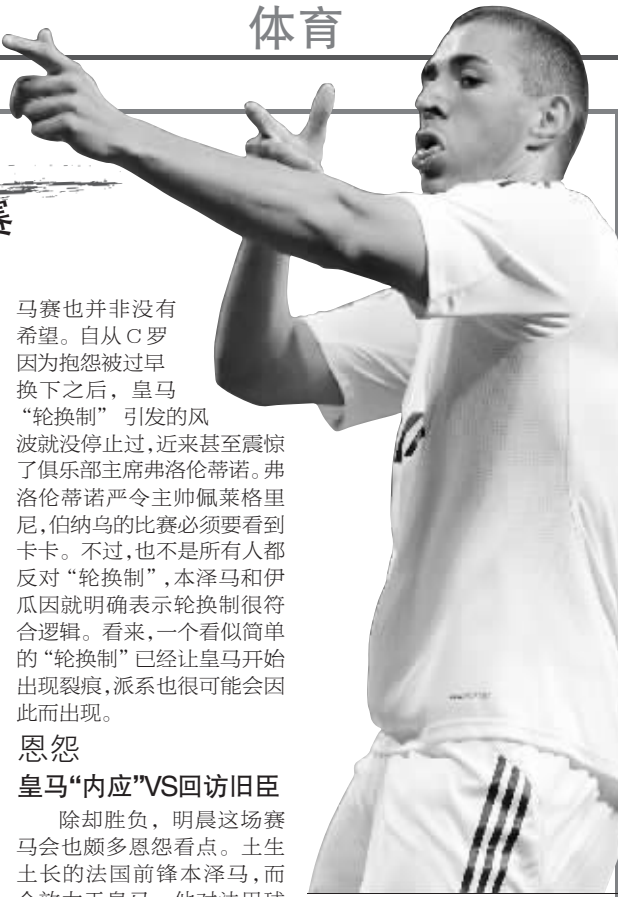 体育
赛
马赛也并非没有
希望。自从C罗
因为抱怨被过早
换下之后，皇马
“轮换制”引发的风
波就没停止过,近来甚至震惊
了俱乐部主席弗洛伦蒂诺。弗
洛伦蒂诺严令主帅佩莱格里
尼,伯纳乌的比赛必须要看到
卡卡。不过,也不是所有人都
反对“轮换制”,本泽马和伊
瓜因就明确表示轮换制很符
合逻辑。看来,一个看似简单
的“轮换制”已经让皇马开始
出现裂痕,派系也很可能会因
此而出现。
恩怨
皇马“内应”VS回访旧臣
除却胜负，明晨这场赛
马会也颇多恩怨看点。土生
土长的法国前锋本泽马,而